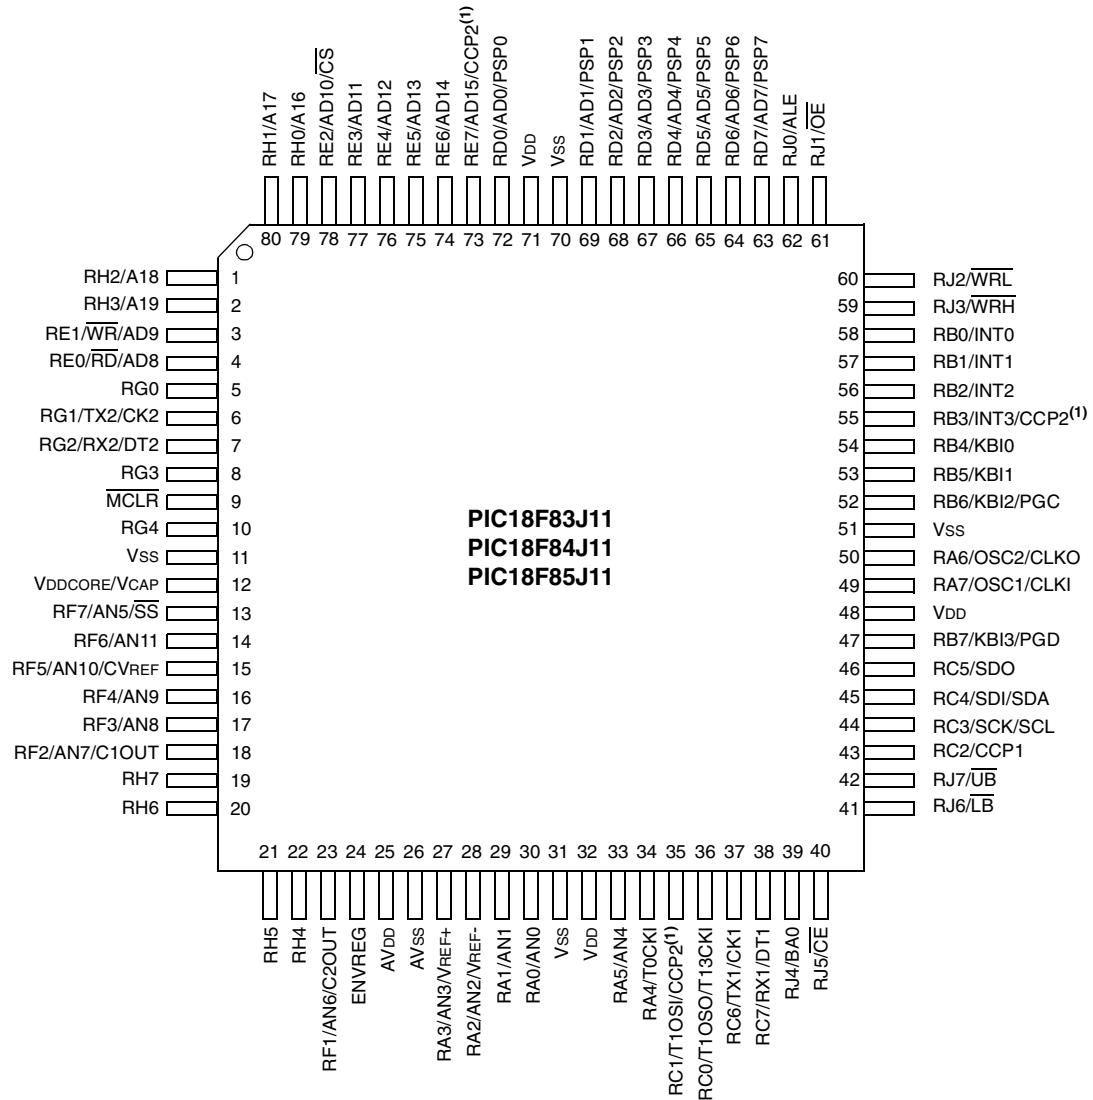 RH1/A17
RH0/A16
RE2/AD10/CS
RE3/AD11
RE4/AD12
RE5/AD13
RE6/AD14
RE7/AD15/CCP2(1)
RD0/AD0/PSP0
VDD
VSS
RD1/AD1/PSP1
RD2/AD2/PSP2
RD3/AD3/PSP3
RD4/AD4/PSP4
RD5/AD5/PSP5
RD6/AD6/PSP6
RD7/AD7/PSP7
RJ0/ALE
RJ1/OE
80 79 78 77 76 75 74 73 72 71 70 69 68 67 66 65 64 63 62 61
RH2/A18 1
RH3/A19 2
RE1/WR/AD9 3
RE0/RD/AD8 4
RG0 5
RG1/TX2/CK2 6
RG2/RX2/DT2 7
RG3 8
MCLR 9
RG4 10
VSS 11
VDDCORE/VCAP 12
RF7/AN5/SS 13
RF6/AN11 14
RF5/AN10/CVREF 15
RF4/AN9 16
RF3/AN8 17
RF2/AN7/C1OUT 18
RH7 19
RH6 20
PIC18F83J11
PIC18F84J11
PIC18F85J11
60 RJ2/WRL
59 RJ3/WRH
58 RB0/INT0
57 RB1/INT1
56 RB2/INT2
55 RB3/INT3/CCP2(1)
54 RB4/KBI0
53 RB5/KBI1
52 RB6/KBI2/PGC
51 VSS
50 RA6/OSC2/CLKO
49 RA7/OSC1/CLKI
48 VDD
47 RB7/KBI3/PGD
46 RC5/SDO
45 RC4/SDI/SDA
44 RC3/SCK/SCL
43 RC2/CCP1
42 RJ7/UB
41 RJ6/LB
21 22 23 24 25 26 27 28 29 30 31 32 33 34 35 36 37 38 39 40
RH5
RH4
RF1/AN6/C2OUT
ENVREG
AVDD
AVSS
RA3/AN3/VREF+
RA2/AN2/VREF-
RA1/AN1
RA0/AN0
VSS
VDD
RA5/AN4
RA4/T0CKI
RC1/T1OSI/CCP2(1)
RC0/T1OSO/T13CKI
RC6/TX1/CK1
RC7/RX1/DT1
RJ4/BA0
RJ5/CE